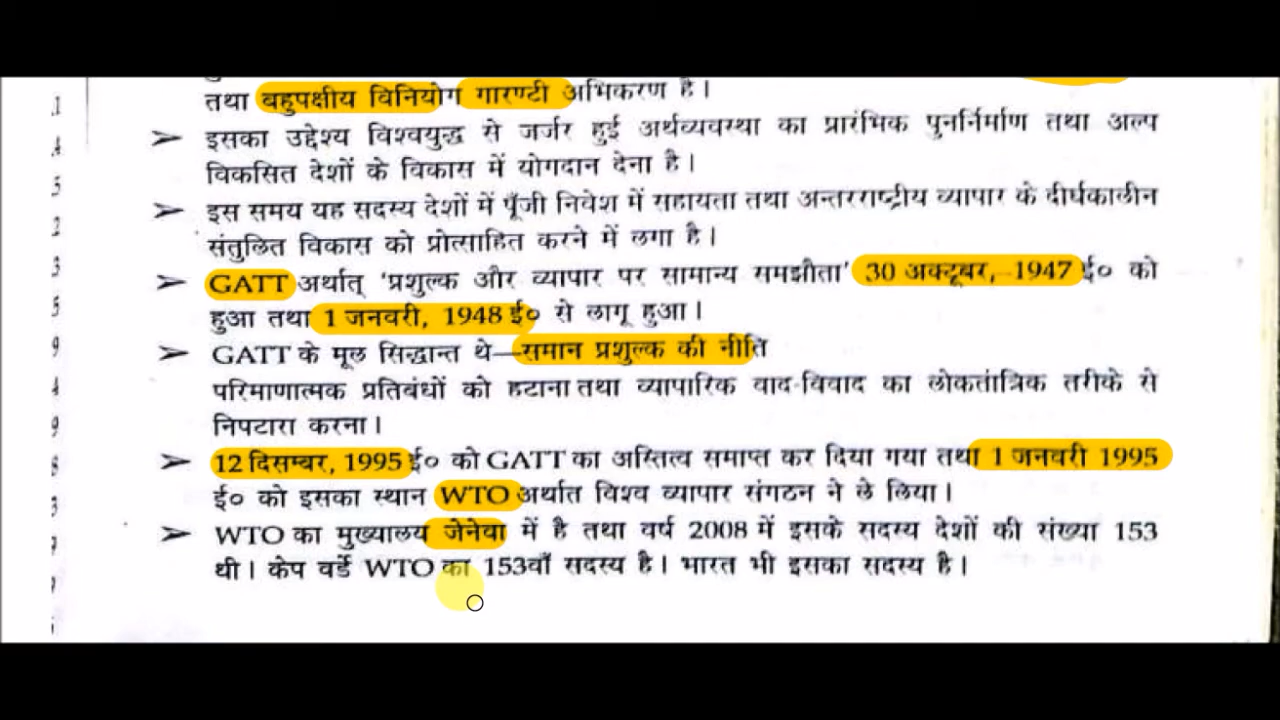 तथा बहुपक्षीय विनियोग गारण्टी अभिकरण है।
➢ इसका उद्देश्य विश्वयुद्ध से जर्जर हुई अर्थव्यवस्था का प्रारंभिक पुनर्निर्माण तथा अल्प
विकसित देशों के विकास में योगदान देना है।
➢ इस समय यह सदस्य देशों में पूँजी निवेश में सहायता तथा अन्तरराष्ट्रीय व्यापार के दीर्घकालीन
संतुलित विकास को प्रोत्साहित करने में लगा है।
➢ GATT अर्थात् 'प्रशुल्क और व्यापार पर सामान्य समझौता' 30 अक्टूबर, 1947 ई० को
हुआ तथा 1 जनवरी, 1948 ई० से लागू हुआ।
➢ GATT के मूल सिद्धान्त थे—समान प्रशुल्क की नीति
परिमाणात्मक प्रतिबंधों को हटाना तथा व्यापारिक वाद-विवाद का लोकतांत्रिक तरीके से
निपटारा करना।
➢ 12 दिसम्बर, 1995 ई० को GATT का अस्तित्व समाप्त कर दिया गया तथा 1 जनवरी 1995
ई० को इसका स्थान WTO अर्थात विश्व व्यापार संगठन ने ले लिया।
➢ WTO का मुख्यालय जेनेवा में है तथा वर्ष 2008 में इसके सदस्य देशों की संख्या 153
थी। केप वर्डे WTO का 153वाँ सदस्य है। भारत भी इसका सदस्य है।